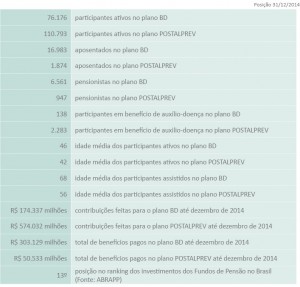 Posição 31/12/2014
76.176 participantes ativos no plano BD
110.793 participantes ativos no plano POSTALPREV
16.983 aposentados no plano BD
1.874 aposentados no plano POSTALPREV
6.561 pensionistas no plano BD
947 pensionistas no plano POSTALPREV
138 participantes em benefício de auxílio-doença no plano BD
2.283 participantes em benefício de auxílio-doença no plano POSTALPREV
46 idade média dos participantes ativos no plano BD
42 idade média dos participantes ativos no plano POSTALPREV
68 idade média dos participantes assistidos no plano BD
56 idade média dos participantes assistidos no plano POSTALPREV
R$ 174.337 milhões contribuições feitas para o plano BD até dezembro de 2014
R$ 574.032 milhões contribuições feitas para o plano POSTALPREV até dezembro de 2014
R$ 303.129 milhões total de benefícios pagos no plano BD até dezembro de 2014
R$ 50.533 milhões total de benefícios pagos no plano POSTALPREV até dezembro de 2014
13º posição no ranking dos investimentos dos Fundos de Pensão no Brasil
(Fonte: ABRAPP)